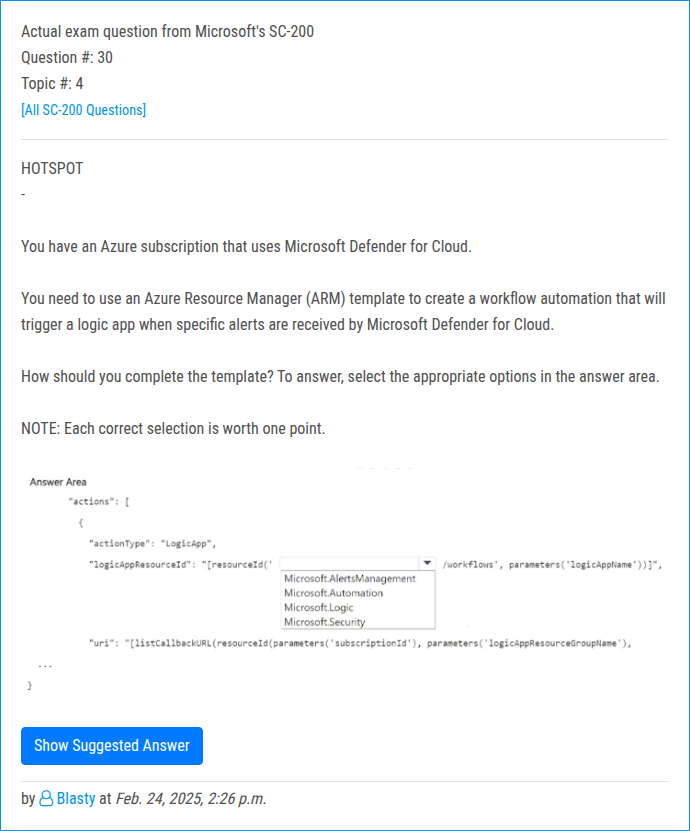 Actual exam question from Microsoft's SC-200
Question #: 30
Topic #: 4
[All SC-200 Questions]
HOTSPOT
-
You have an Azure subscription that uses Microsoft Defender for Cloud.
You need to use an Azure Resource Manager (ARM) template to create a workflow automation that will
trigger a logic app when specific alerts are received by Microsoft Defender for Cloud.
How should you complete the template? To answer, select the appropriate options in the answer area.
NOTE: Each correct selection is worth one point.
Answer Area
"actions": [
{
"actionType": "LogicApp",
"logicAppResourceId": "[resourceId(' /workflows', parameters('logicAppName'))]",
Microsoft.AlertsManagement
Microsoft.Automation
Microsoft.Logic
Microsoft.Security
"uri": "[listCallbackURL(resourceId(parameters('subscriptionId'), parameters('logicAppResourceGroupName'),
...
}
Show Suggested Answer
by Blasty at Feb. 24, 2025, 2:26 p.m.